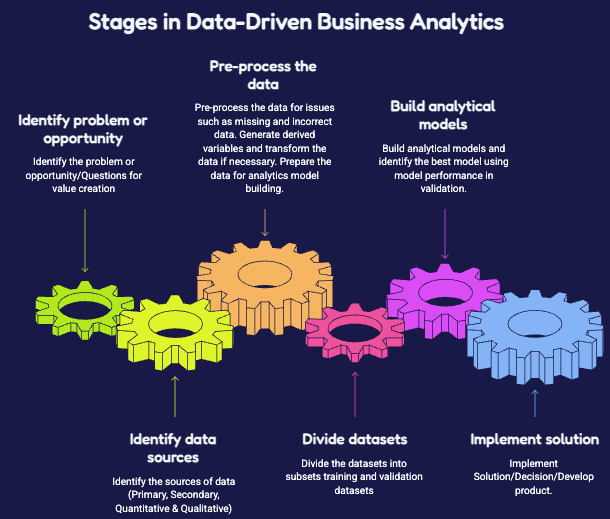 Stages in Data-Driven Business Analytics
Identify problem or
opportunity
Identify the problem or
opportunity/Questions for
value creation
Identify data
sources
Identify the sources of data
(Primary, Secondary,
Quantitative & Qualitative)
Pre-process the
data
Pre-process the data for issues
such as missing and incorrect
data. Generate derived
variables and transform the
data if necessary. Prepare the
data for analytics model
building.
Divide datasets
Divide the datasets into
subsets training and validation
datasets
Build analytical
models
Build analytical models and
identify the best model using
model performance in
validation.
Implement solution
Implement
Solution/Decision/Develop
product.